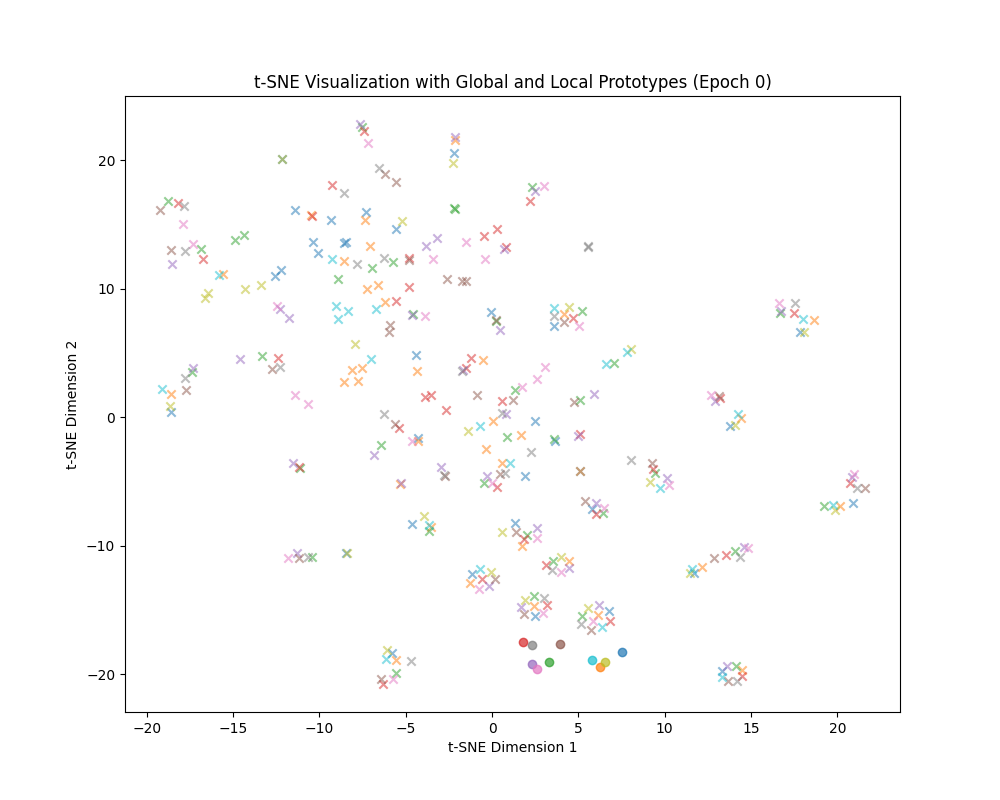 t-SNE Visualization with Global and Local Prototypes (Epoch 0)
20
10
0
−10
−20
t-SNE Dimension 2
−20 −15 −10 −5 0 5 10 15 20
t-SNE Dimension 1